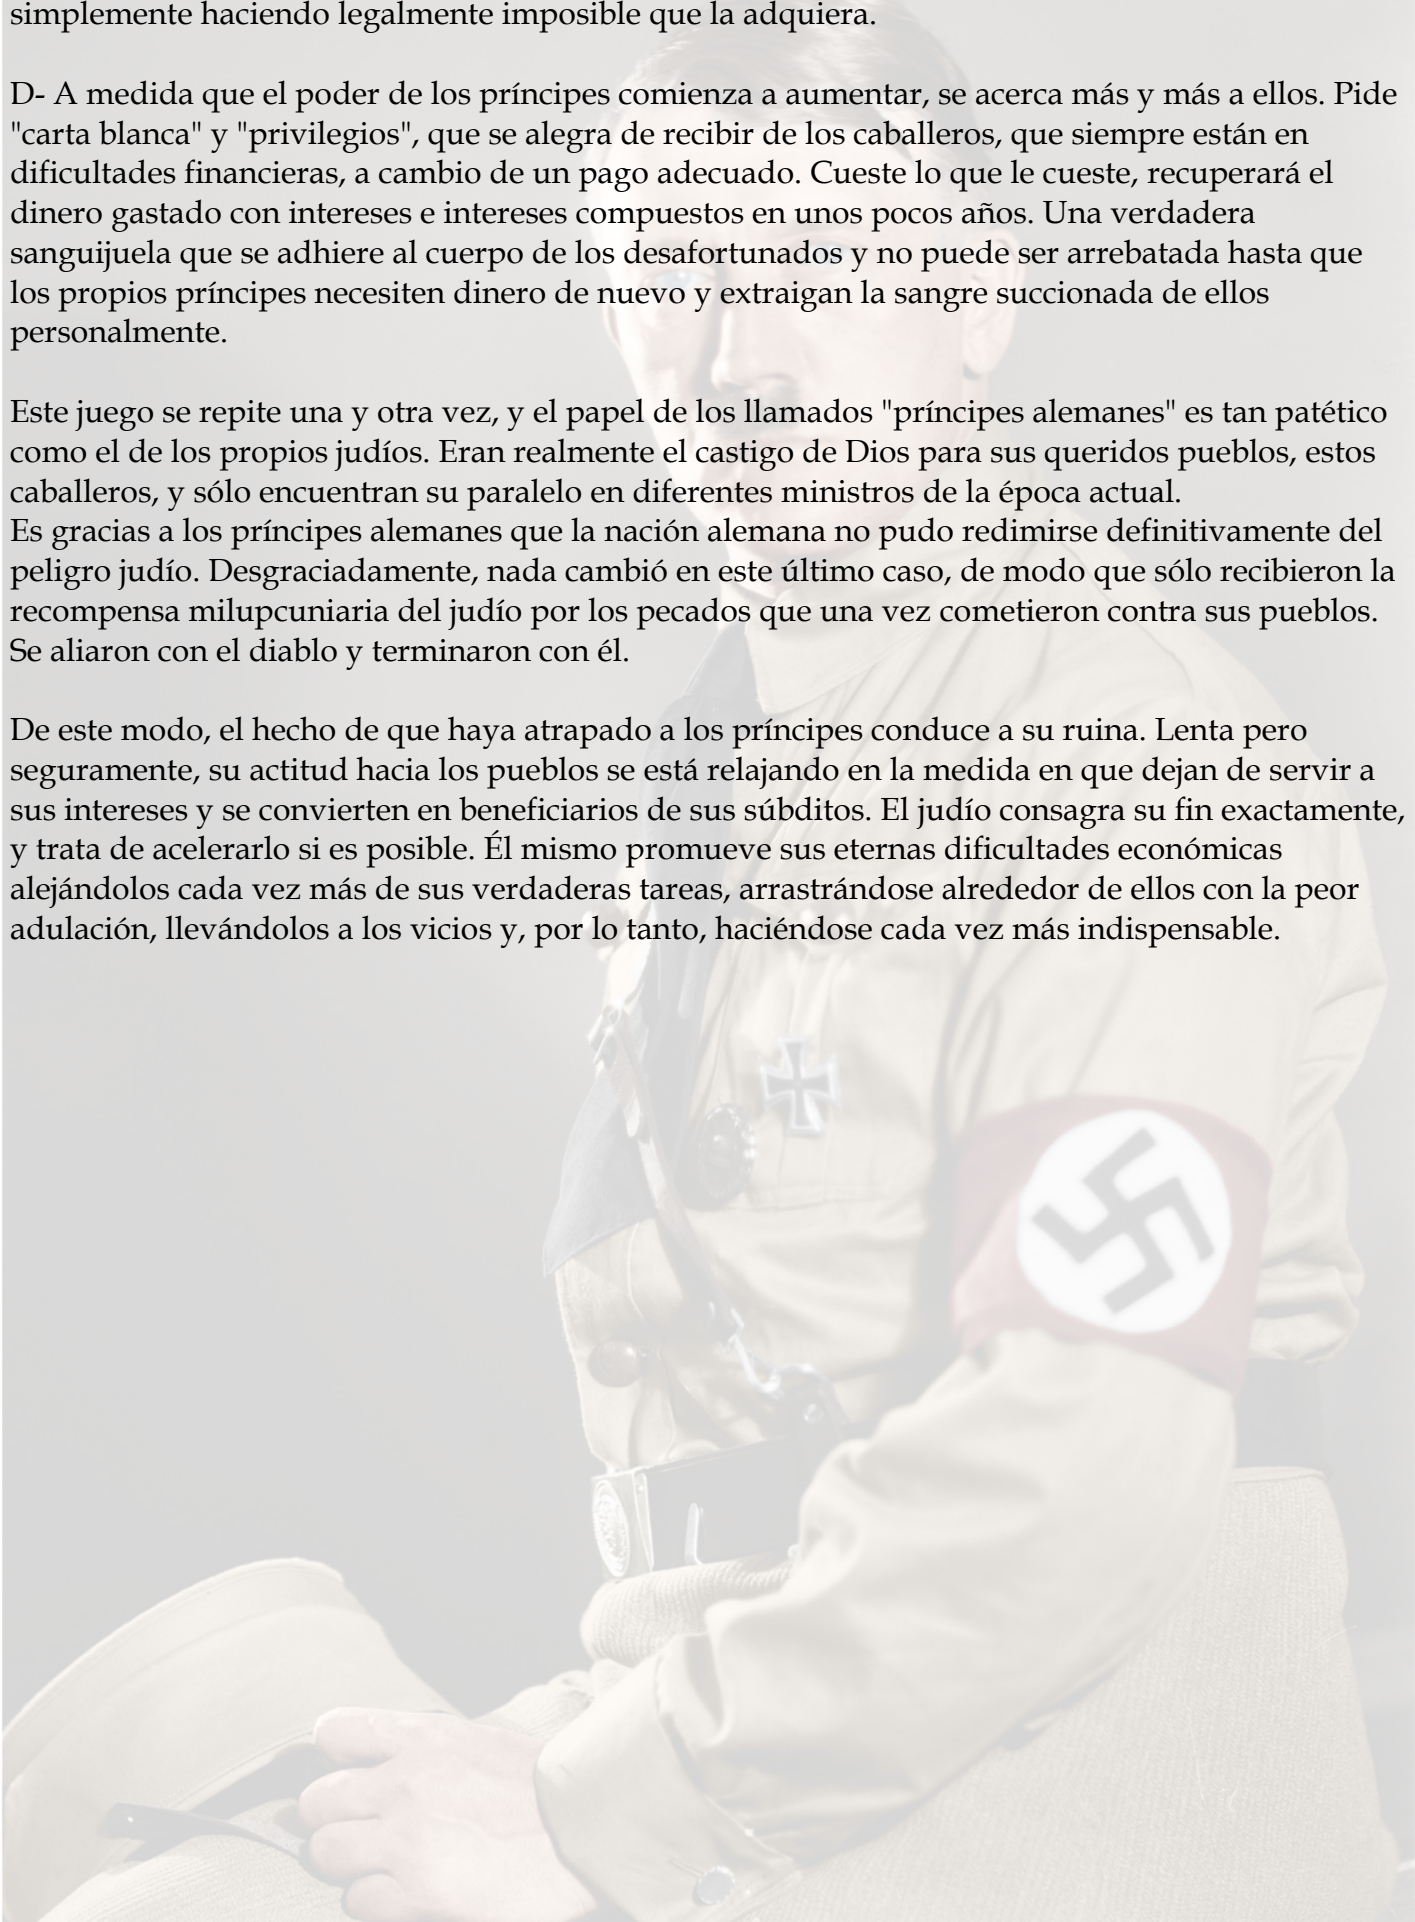 simplemente haciendo legalmente imposible que la adquiera.
D- A medida que el poder de los príncipes comienza a aumentar, se acerca más y más a ellos. Pide
"carta blanca" y "privilegios", que se alegra de recibir de los caballeros, que siempre están en
dificultades financieras, a cambio de un pago adecuado. Cueste lo que le cueste, recuperará el
dinero gastado con intereses e intereses compuestos en unos pocos años. Una verdadera
sanguijuela que se adhiere al cuerpo de los desafortunados y no puede ser arrebatada hasta que
los propios príncipes necesiten dinero de nuevo y extraigan la sangre succionada de ellos
personalmente.
Este juego se repite una y otra vez, y el papel de los llamados "príncipes alemanes" es tan patético
como el de los propios judíos. Eran realmente el castigo de Dios para sus queridos pueblos, estos
caballeros, y sólo encuentran su paralelo en diferentes ministros de la época actual.
Es gracias a los príncipes alemanes que la nación alemana no pudo redimirse definitivamente del
peligro judío. Desgraciadamente, nada cambió en este último caso, de modo que sólo recibieron la
recompensa milupcuniaria del judío por los pecados que una vez cometieron contra sus pueblos.
Se aliaron con el diablo y terminaron con él.
De este modo, el hecho de que haya atrapado a los príncipes conduce a su ruina. Lenta pero
seguramente, su actitud hacia los pueblos se está relajando en la medida en que dejan de servir a
sus intereses y se convierten en beneficiarios de sus súbditos. El judío consagra su fin exactamente,
y trata de acelerarlo si es posible. Él mismo promueve sus eternas dificultades económicas
alejándolos cada vez más de sus verdaderas tareas, arrastrándose alrededor de ellos con la peor
adulación, llevándolos a los vicios y, por lo tanto, haciéndose cada vez más indispensable.